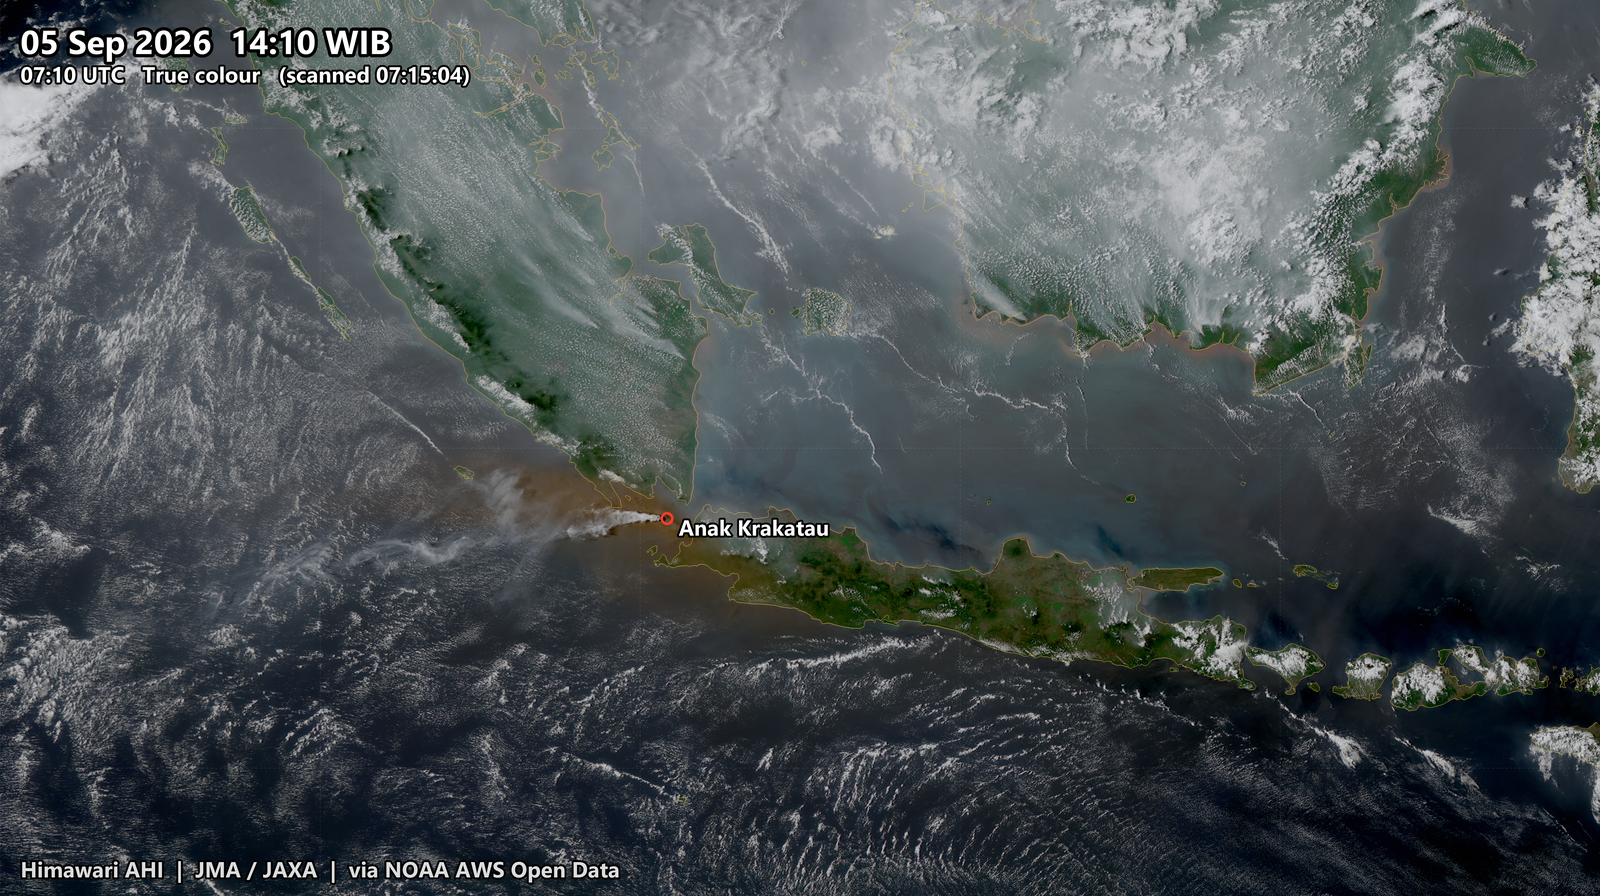 05 Sep 2026 14:10 WIB
07:10 UTC True colour (scanned 07:15:04)
Anak Krakatau
Himawari AHI | JMA / JAXA | via NOAA AWS Open Data